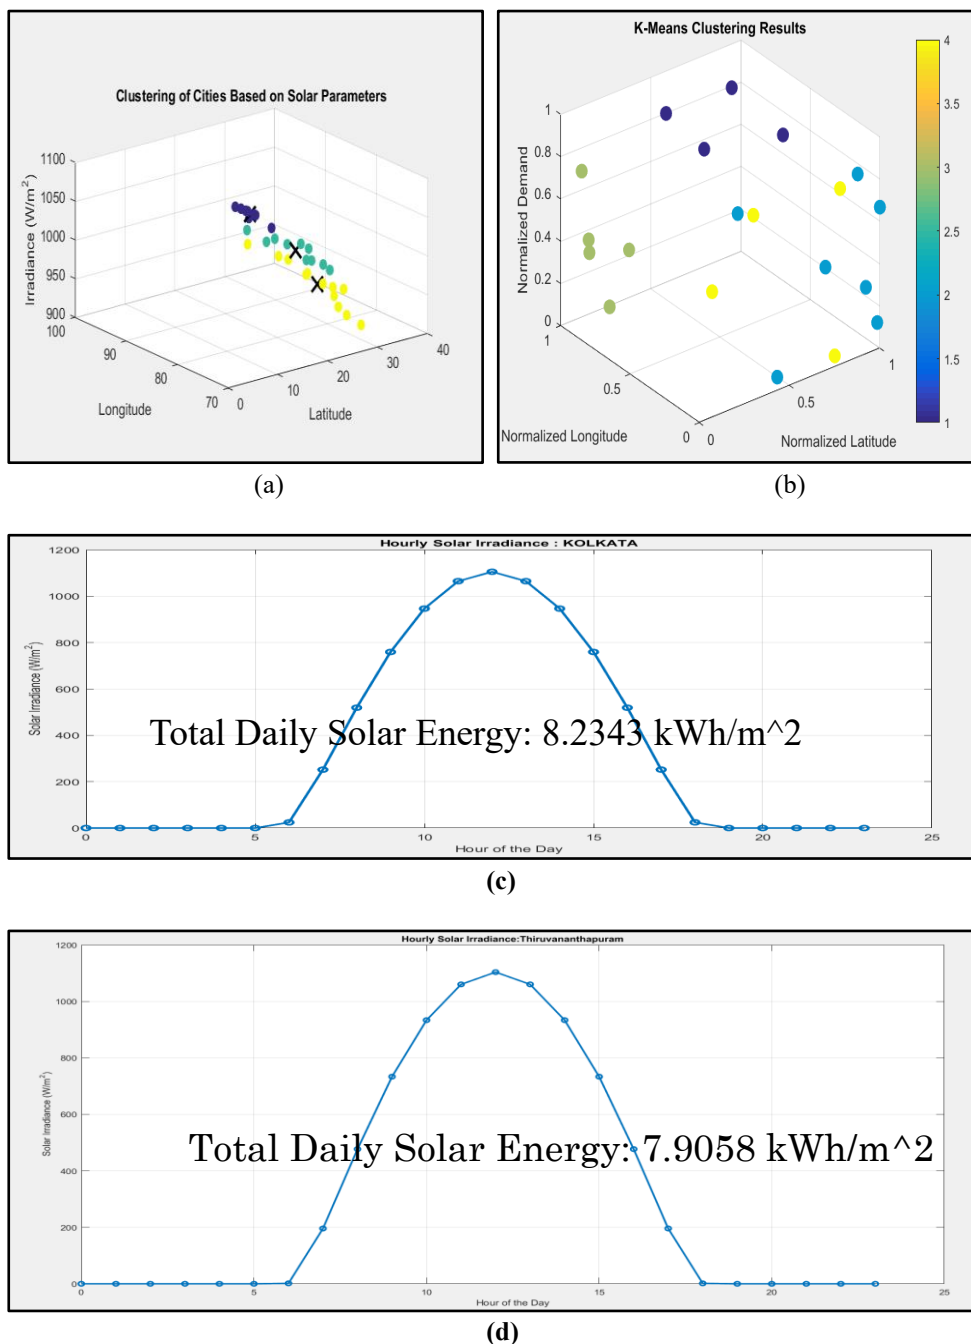 Clustering of Cities Based on Solar Parameters
Irradiance (W/m²)
1100
1050
1000
950
900
100
90
80
70
Longitude
0
10
20
30
40
Latitude
(a)
K-Means Clustering Results
Normalized Demand
1
0.8
0.6
0.4
0.2
0
1
0.5
0
Normalized Longitude
0
0.5
1
Normalized Latitude
4
3.5
3
2.5
2
1.5
1
(b)
Hourly Solar Irradiance : KOLKATA
Solar Irradiance (W/m²)
1200
1000
800
600
400
200
0
Total Daily Solar Energy: 8.2343 kWh/m^2
0 5 10 15 20 25
Hour of the Day
(c)
Hourly Solar Irradiance:Thiruvananthapuram
Solar Irradiance (W/m²)
1200
1000
800
600
400
200
0
Total Daily Solar Energy: 7.9058 kWh/m^2
0 5 10 15 20 25
Hour of the Day
(d)